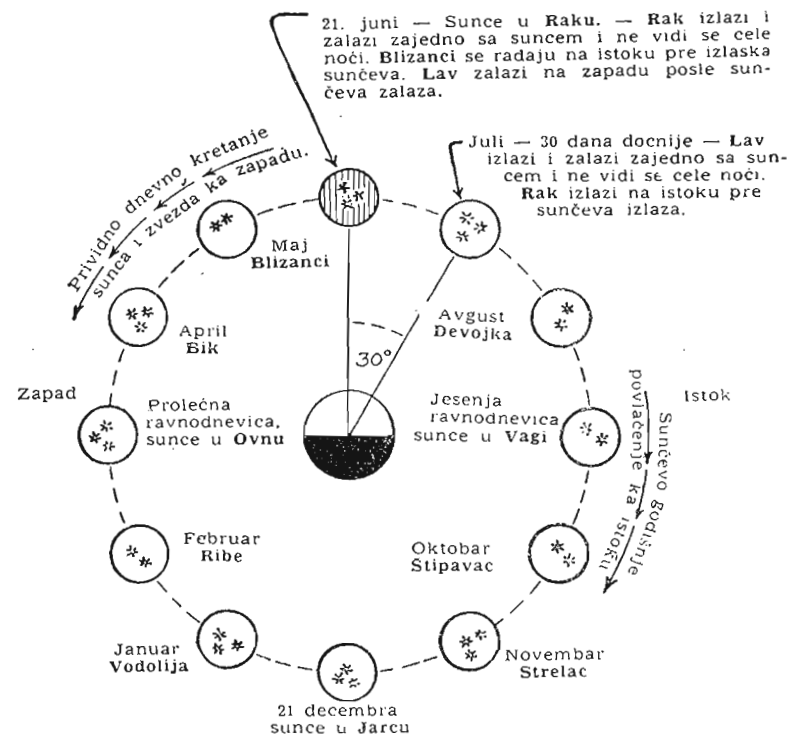 21. juni — Sunce u Raku. — Rak izlazi i
zalazi zajedno sa suncem i ne vidi se cele
noći. Blizanci se radaju na istoku pre izlaska
sunčeva. Lav zalazi na zapadu posle sun-
čeva zalaza.
Juli — 30 dana docnije — Lav
izlazi i zalazi zajedno sa sun-
cem i ne vidi se cele noći.
Rak izlazi na istoku pre
sunčeva izlaza.
Prividno dnevno kretanje
sunca i zvezda ka zapadu.
Maj
Blizanci
April
Bik
Avgust
Devojka
30°
Zapad
Prolećna
ravnodnevica,
sunce u Ovnu
Jesenja
ravnodnevica
sunce u Vagi
Istok
Sunčevo godišnje
povlačenje ka istoku
Februar
Ribe
Oktobar
Štipavac
Januar
Vodolija
Novembar
Strelac
21 decembra
sunce u Jarcu